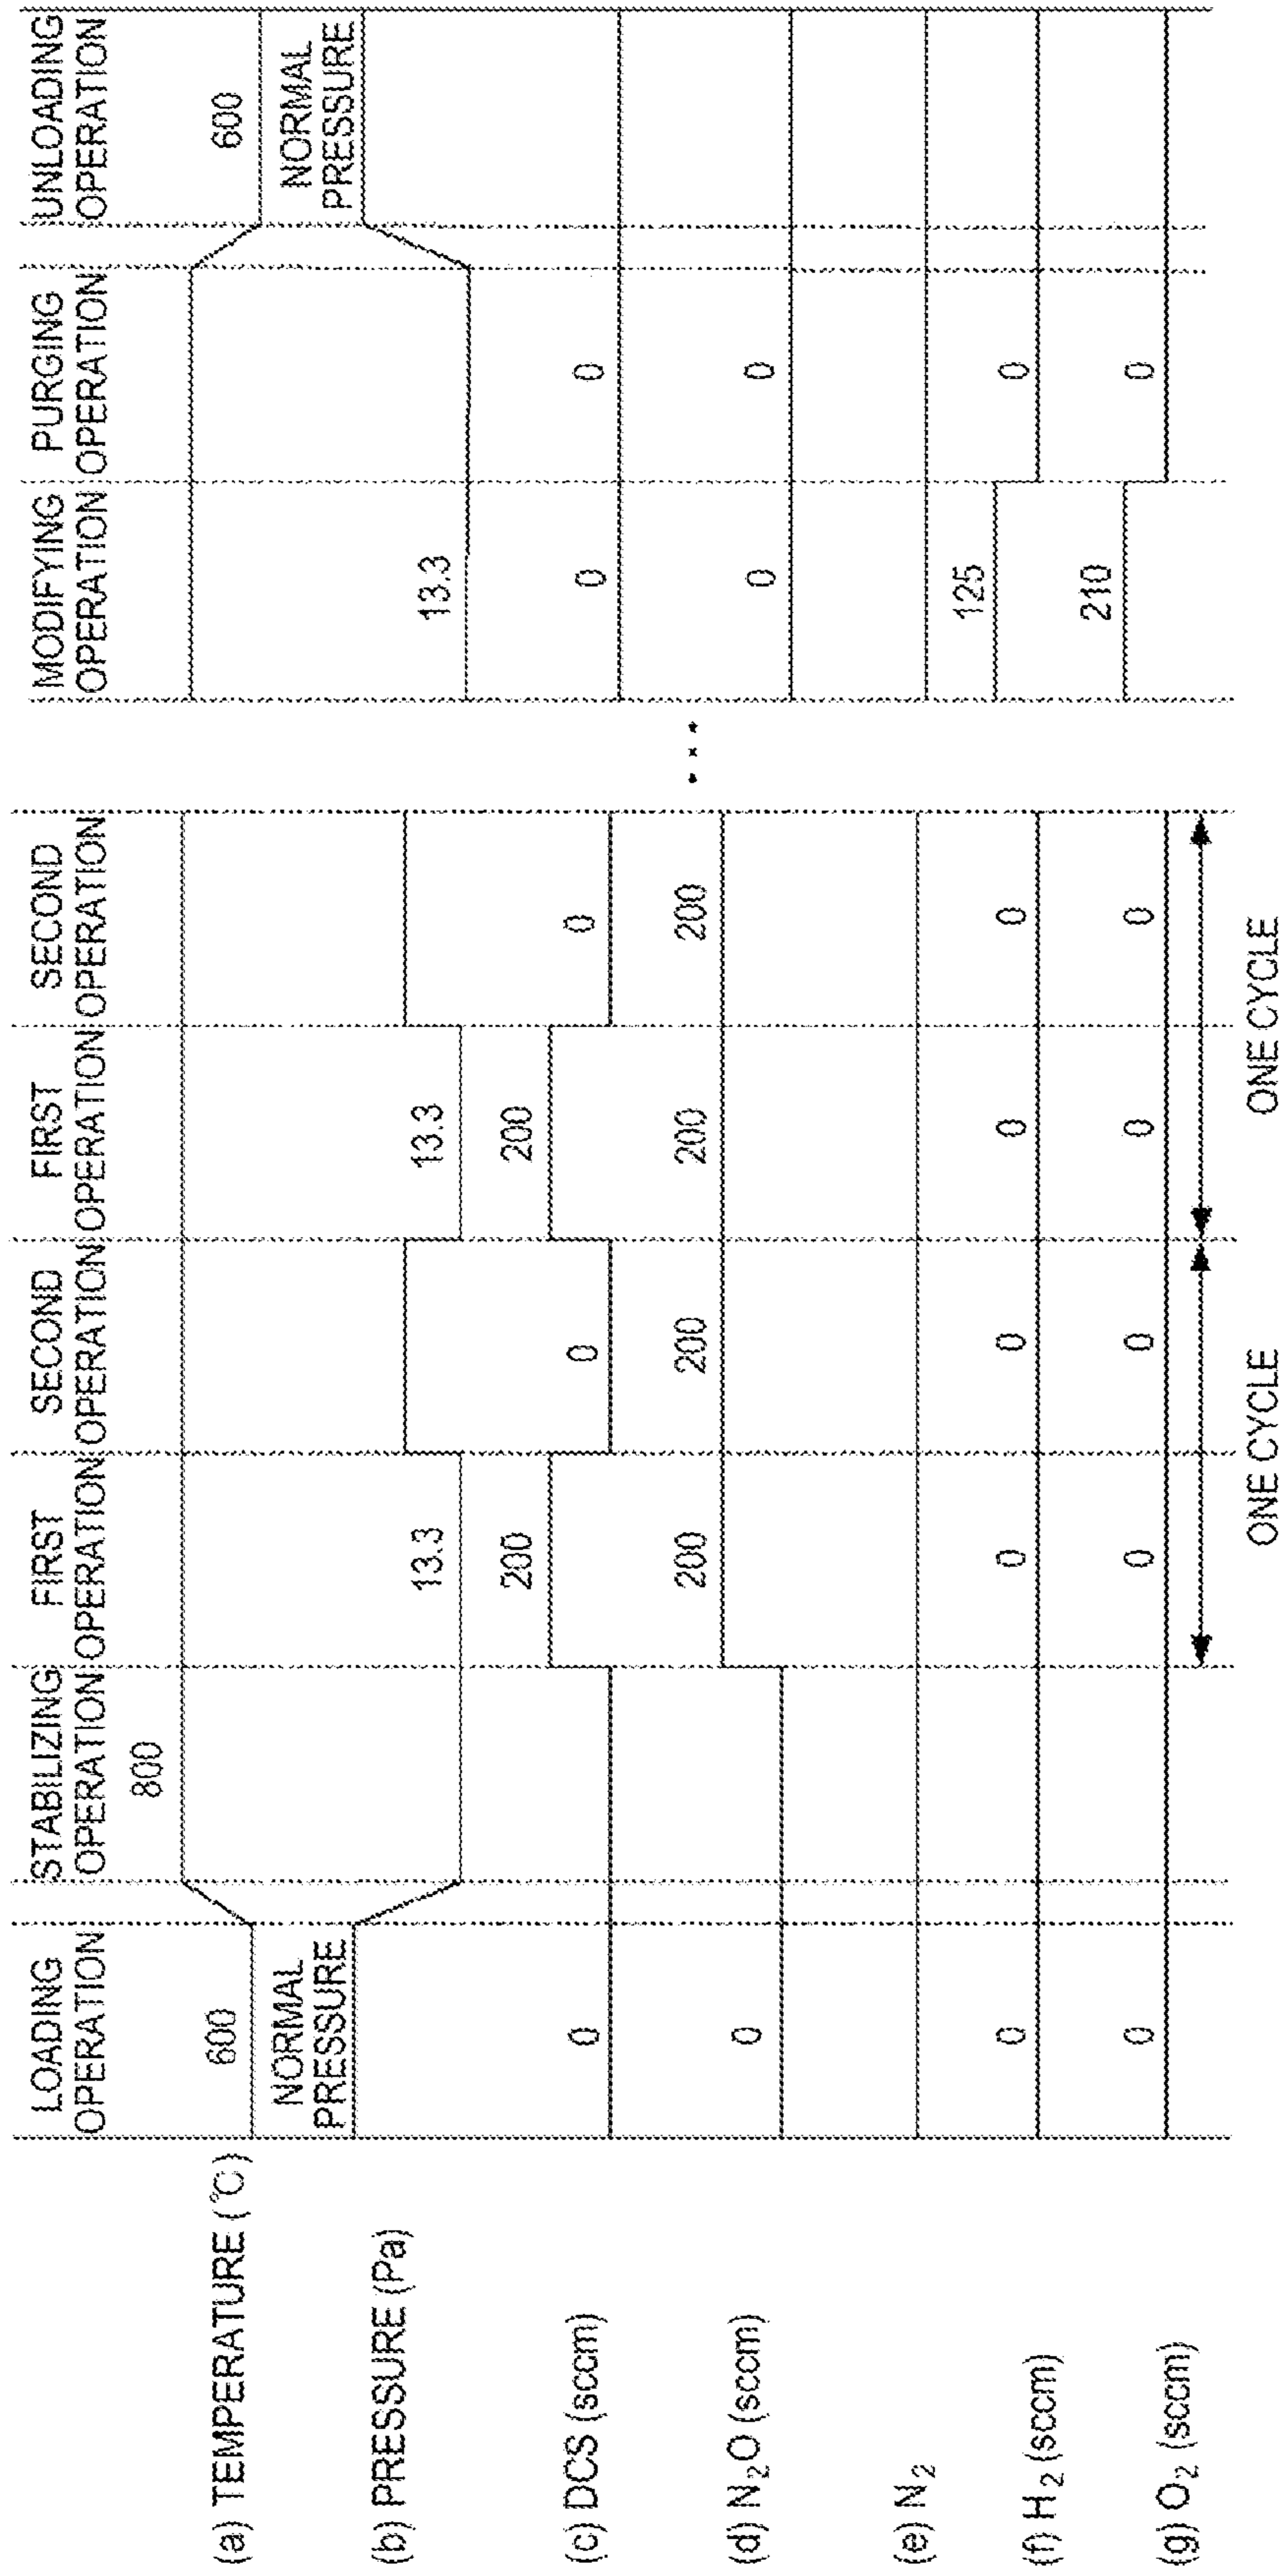 LOADING
OPERATION
STABILIZING
OPERATION
FIRST
OPERATION
SECOND
OPERATION
FIRST
OPERATION
SECOND
OPERATION
MODIFYING
OPERATION
PURGING
OPERATION
UNLOADING
OPERATION
(a) TEMPERATURE (℃)
600
800
600
(b) PRESSURE (Pa)
NORMAL
PRESSURE
13.3
13.3
13.3
NORMAL
PRESSURE
(c) DCS (sccm)
0
200
0
200
0
0
0
(d) N₂O (sccm)
0
200
200
200
200
0
0
...
(e) N₂
(f) H₂ (sccm)
0
0
0
0
0
125
0
(g) O₂ (sccm)
0
0
0
0
0
210
0
ONE CYCLE
ONE CYCLE